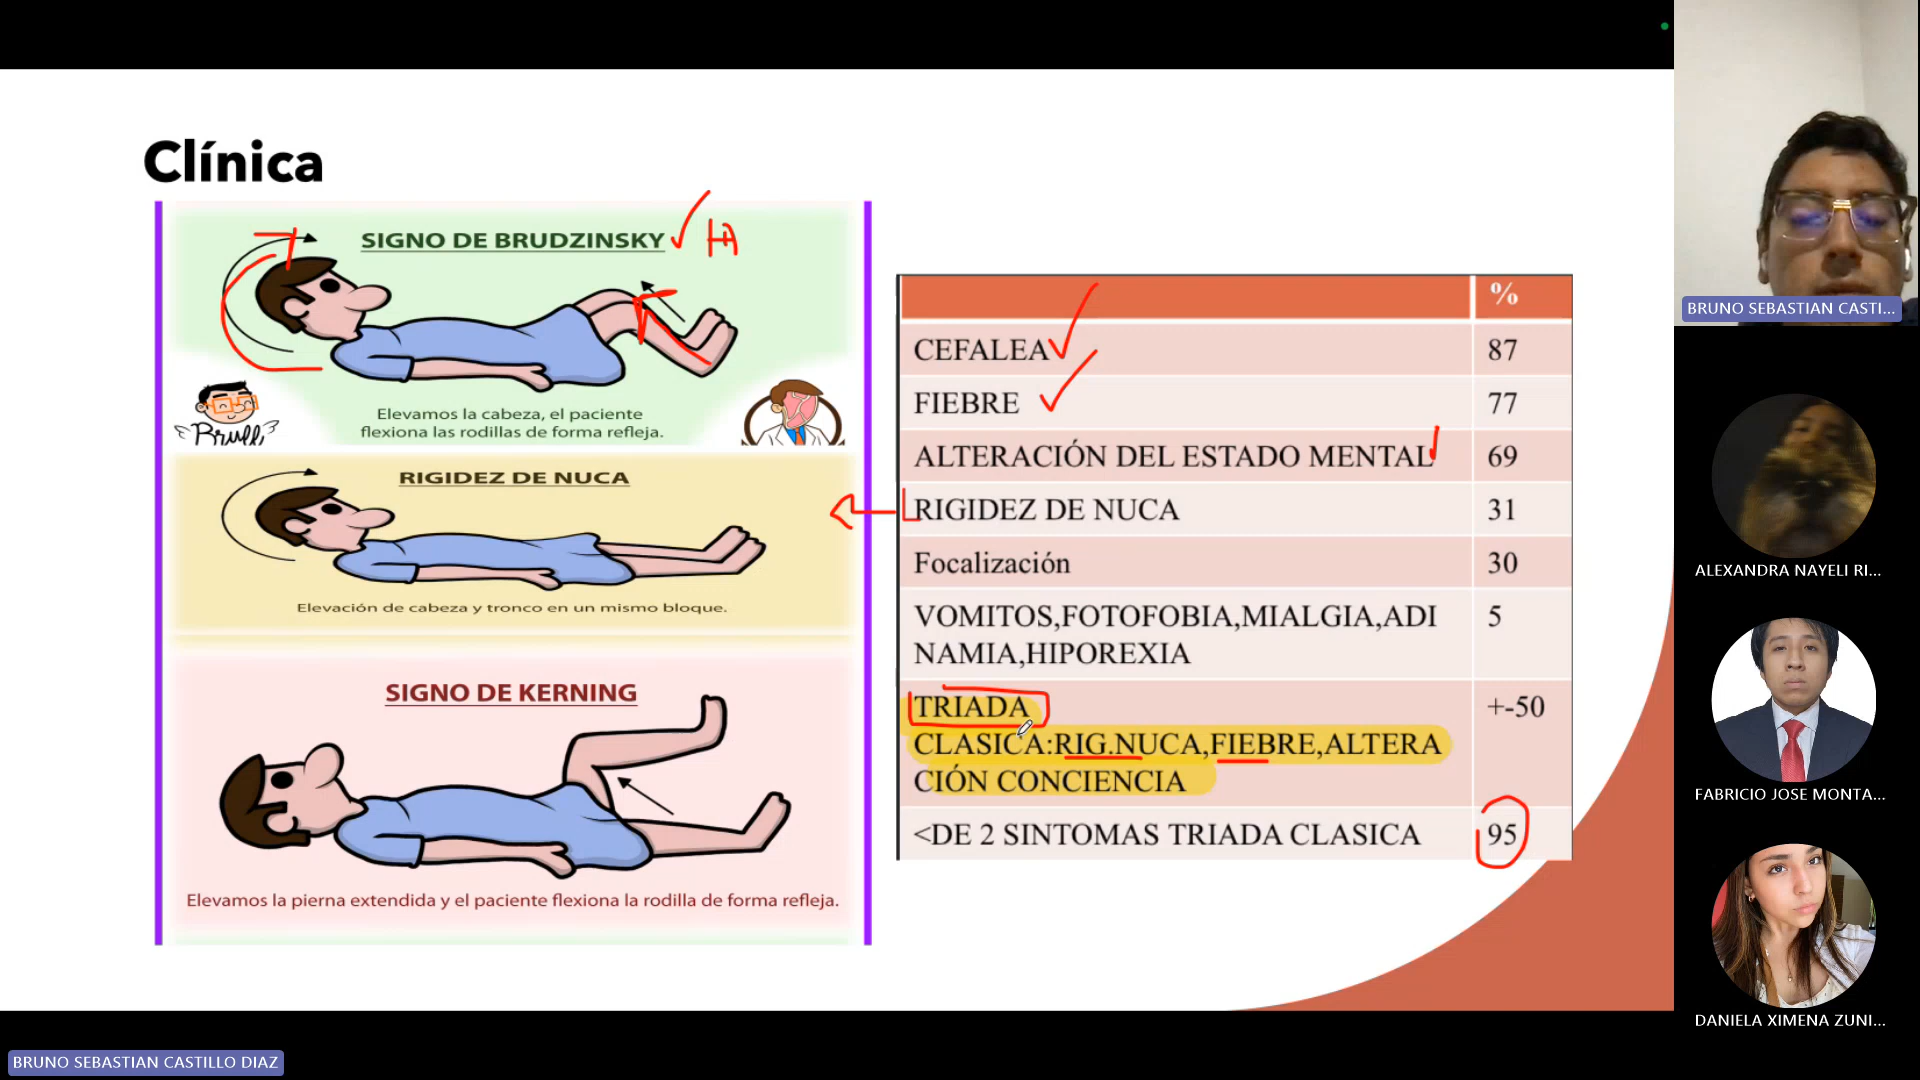 Clínica
SIGNO DE BRUDZINSKY
Elevamos la cabeza, el paciente
flexiona las rodillas de forma refleja.
RIGIDEZ DE NUCA
Elevación de cabeza y tronco en un mismo bloque.
SIGNO DE KERNING
Elevamos la pierna extendida y el paciente flexiona la rodilla de forma refleja.
%
CEFALEA 87
FIEBRE 77
ALTERACIÓN DEL ESTADO MENTAL 69
RIGIDEZ DE NUCA 31
Focalización 30
VOMITOS,FOTOFOBIA,MIALGIA,ADI 5
NAMIA,HIPOREXIA
TRIADA +-50
CLASICA:RIG.NUCA,FIEBRE,ALTERA
CIÓN CONCIENCIA
<DE 2 SINTOMAS TRIADA CLASICA 95
BRUNO SEBASTIAN CASTI...
ALEXANDRA NAYELI RI...
FABRICIO JOSE MONTA...
DANIELA XIMENA ZUNI...
BRUNO SEBASTIAN CASTILLO DIAZ